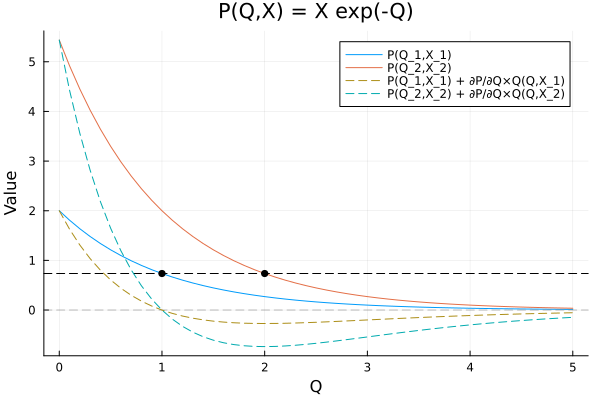 P(Q,X) = X exp(-Q)
P(Q_1,X_1)
P(Q_2,X_2)
P(Q_1,X_1) + ∂P/∂Q×Q(Q,X_1)
P(Q_2,X_2) + ∂P/∂Q×Q(Q,X_2)
Value
5
4
3
2
1
0
0 1 2 3 4 5
Q